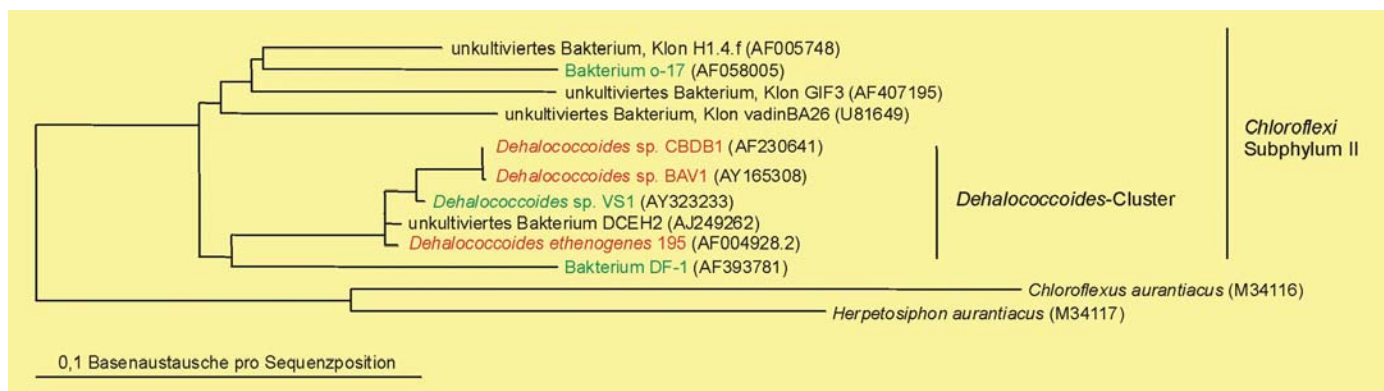 unkultiviertes Bakterium, Klon H1.4.f (AF005748)
Bakterium o-17 (AF058005)
unkultiviertes Bakterium, Klon GIF3 (AF407195)
unkultiviertes Bakterium, Klon vadinBA26 (U81649)
Dehalococcoides sp. CBDB1 (AF230641)
Dehalococcoides sp. BAV1 (AY165308)
Dehalococcoides sp. VS1 (AY323233)
unkultiviertes Bakterium DCEH2 (AJ249262)
Dehalococcoides ethenogenes 195 (AF004928.2)
Bakterium DF-1 (AF393781)
Dehalococcoides-Cluster
Chloroflexi
Subphylum II
Chloroflexus aurantiacus (M34116)
Herpetosiphon aurantiacus (M34117)
0,1 Basenaustausche pro Sequenzposition